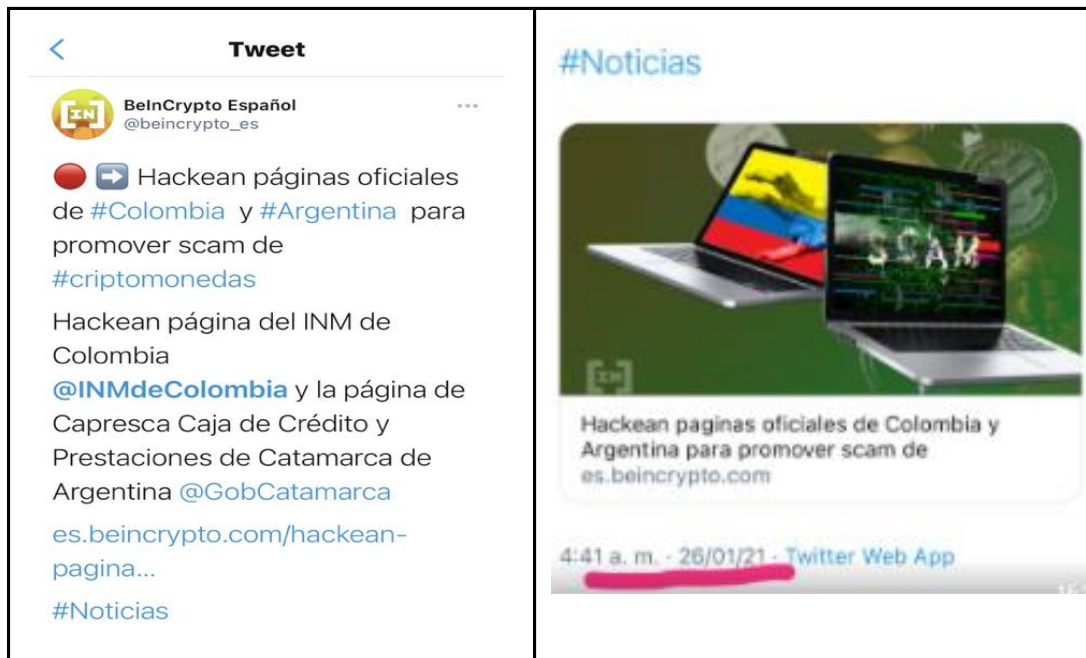 Tweet
BeInCrypto Español
@beincrypto_es
Hackean páginas oficiales
de #Colombia y #Argentina para
promover scam de
#criptomonedas
Hackean página del INM de
Colombia
@INMdeColombia y la página de
Capresca Caja de Crédito y
Prestaciones de Catamarca de
Argentina @GobCatamarca
es.beincrypto.com/hackean-
pagina...
#Noticias
#Noticias
SCAM
Hackean paginas oficiales de Colombia y
Argentina para promover scam de
es.beincrypto.com
4:41 a. m. · 26/01/21 · Twitter Web App